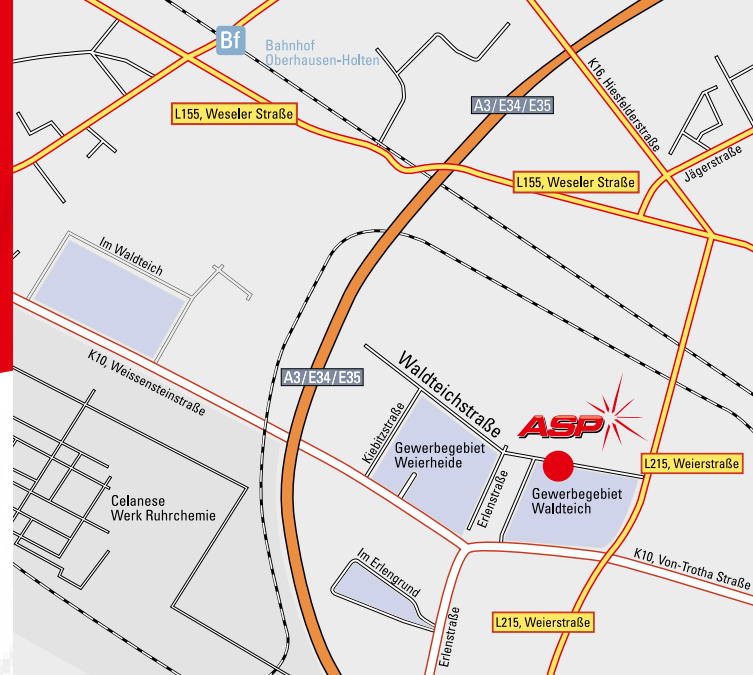 Bf
Bahnhof
Oberhausen-Holten
A3/E34/E35
K16, Hiesfelderstraße
L155, Weseler Straße
Jägerstraße
L155, Weseler Straße
Im Waldteich
K10, Weissensteinstraße
A3/E34/E35
Waldteichstraße
ASP
Kiebitzstraße
Gewerbegebiet
Weierheide
L215, Weierstraße
Erlenstraße
Gewerbegebiet
Waldteich
Celanese
Werk Ruhrchemie
K10, Von-Trotha Straße
Im Erlengrund
Erlenstraße
L215, Weierstraße